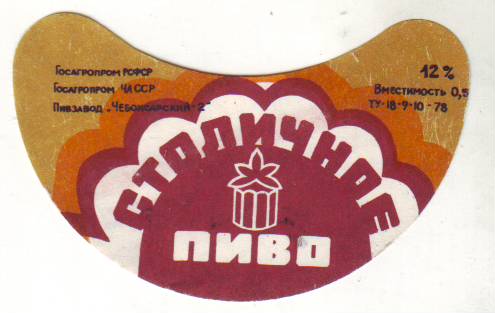 Госагропром РСФСР
Госагропром ЧАССР
Пивзавод „Чебоксарский-2"
12%
Вместимость 0,5
ТУ-18-9-10-78
СТОЛИЧНОЕ
ПИВО